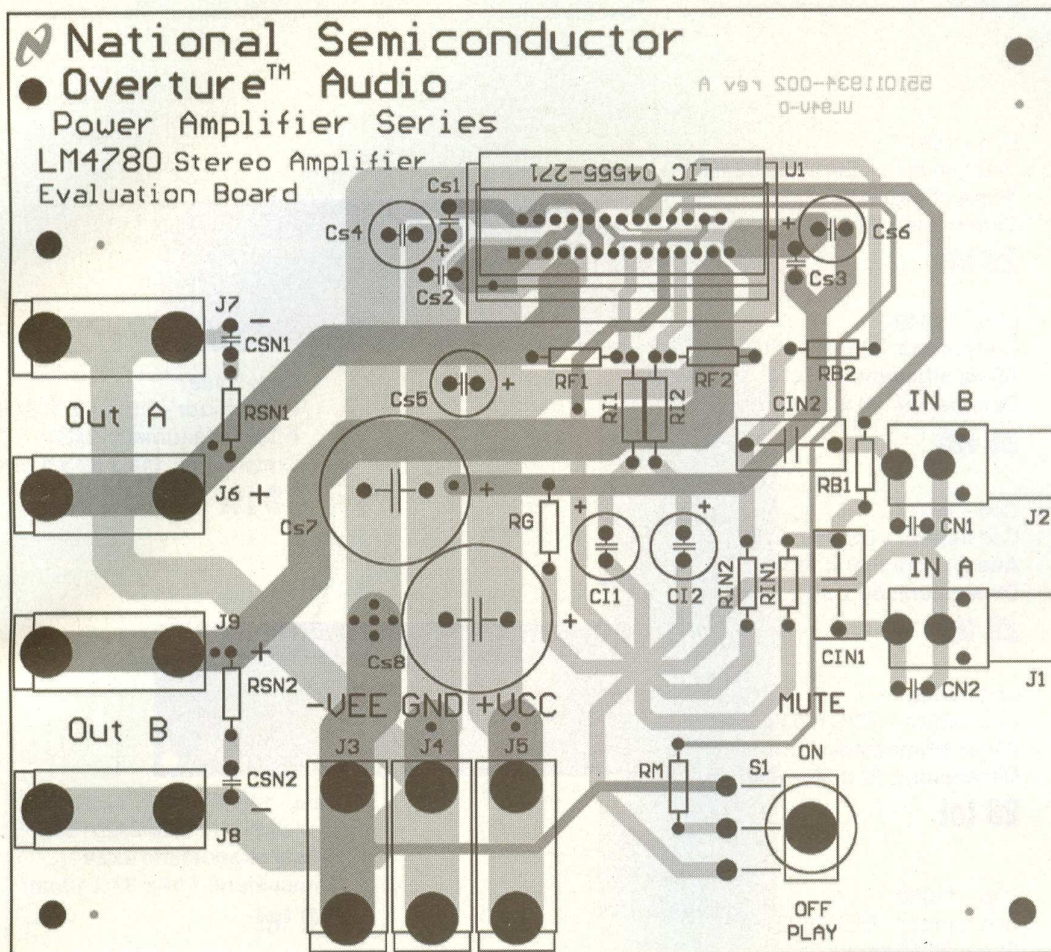 National Semiconductor
Overture™ Audio
Power Amplifier Series
LM4780 Stereo Amplifier
Evaluation Board
551011934-002 rev A
UL94V-0
LIC 04555-271
U1
Cs1
Cs4
+
Cs2
+
Cs6
Cs3
J7
-
CSN1
Out A
RSN1
J6
+
Cs5
+
RF1
RI1
RI2
RF2
RB2
CIN2
IN B
RB1
CN1
J2
Cs7
+
RG
+
CI1
+
CI2
RIN2
RIN1
IN A
CIN1
CN2
J1
J9
+
RSN2
Cs8
+
Out B
CSN2
-
J8
-VEE GND +VCC
J3
J4
J5
MUTE
ON
RM
S1
OFF
PLAY